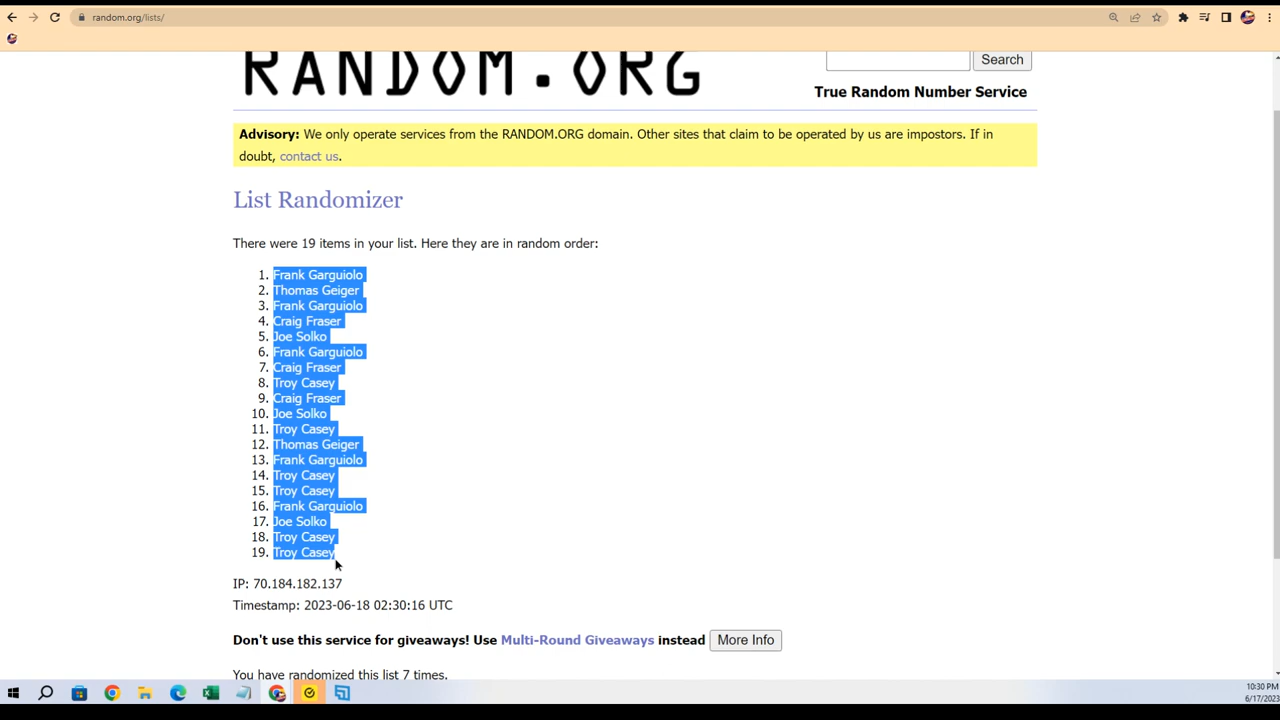 random.org/lists/
RANDOM.ORG
Search
True Random Number Service
Advisory: We only operate services from the RANDOM.ORG domain. Other sites that claim to be operated by us are impostors. If in
doubt, contact us.
List Randomizer
There were 19 items in your list. Here they are in random order:
1. Frank Garguiolo
2. Thomas Geiger
3. Frank Garguiolo
4. Craig Fraser
5. Joe Solko
6. Frank Garguiolo
7. Craig Fraser
8. Troy Casey
9. Craig Fraser
10. Joe Solko
11. Troy Casey
12. Thomas Geiger
13. Frank Garguiolo
14. Troy Casey
15. Troy Casey
16. Frank Garguiolo
17. Joe Solko
18. Troy Casey
19. Troy Casey
IP: 70.184.182.137
Timestamp: 2023-06-18 02:30:16 UTC
Don't use this service for giveaways! Use Multi-Round Giveaways instead More Info
You have randomized this list 7 times.
10:30 PM
6/17/2023